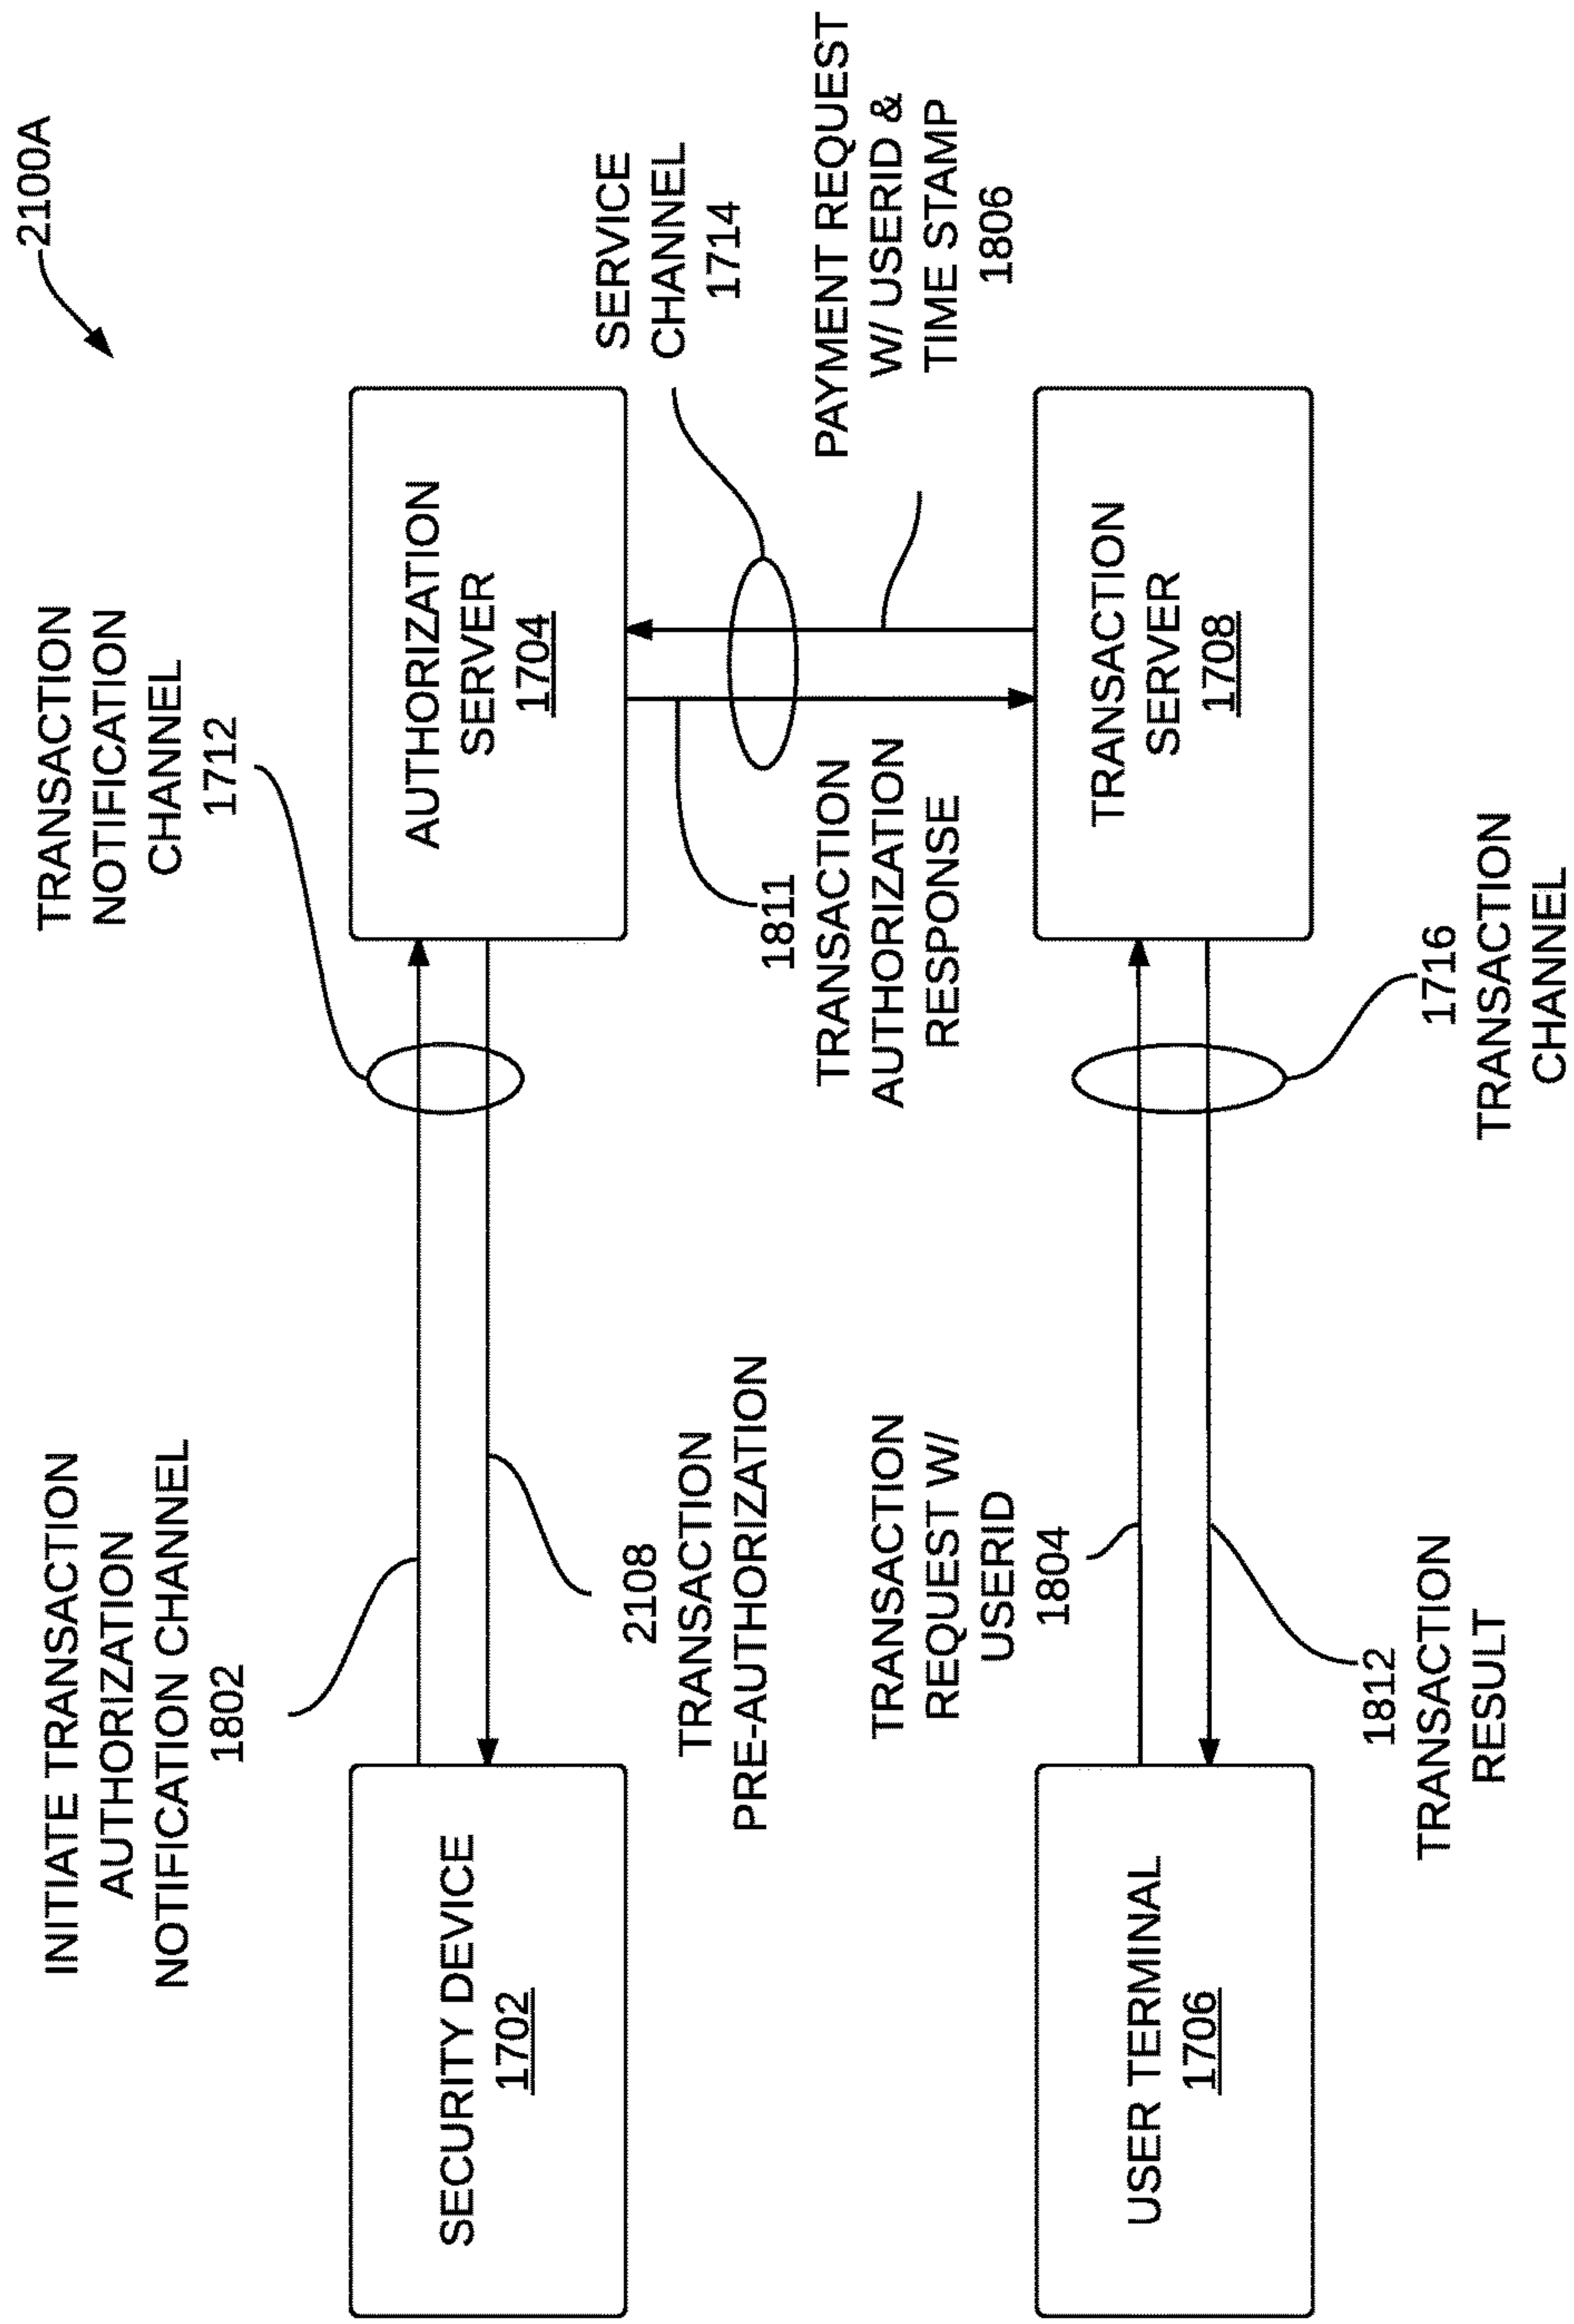 2100A
TRANSACTION
NOTIFICATION
CHANNEL
1712
INITIATE TRANSACTION
AUTHORIZATION
NOTIFICATION CHANNEL
1802
SECURITY DEVICE
1702
AUTHORIZATION
SERVER
1704
SERVICE
CHANNEL
1714
2108
TRANSACTION
PRE-AUTHORIZATION
1811
TRANSACTION
AUTHORIZATION
RESPONSE
PAYMENT REQUEST
W/ USERID &
TIME STAMP
1806
TRANSACTION
REQUEST W/
USERID
1804
USER TERMINAL
1706
TRANSACTION
SERVER
1708
1812
TRANSACTION
RESULT
1716
TRANSACTION
CHANNEL